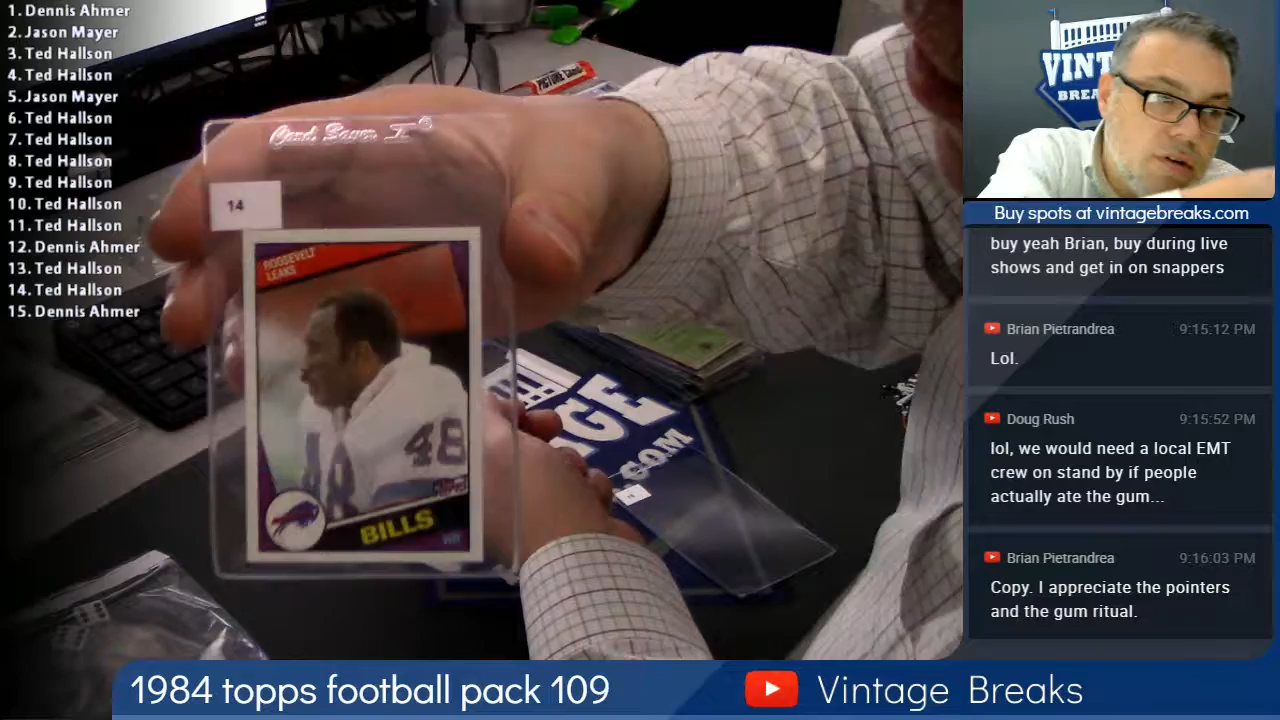 1. Dennis Ahmer
2. Jason Mayer
3. Ted Hallson
4. Ted Hallson
5. Jason Mayer
6. Ted Hallson
7. Ted Hallson
8. Ted Hallson
9. Ted Hallson
10. Ted Hallson
11. Ted Hallson
12. Dennis Ahmer
13. Ted Hallson
14. Ted Hallson
15. Dennis Ahmer
Card Saver I®
14
ROOSEVELT
LEAKS
48
BILLS
PICTURE
AGE
.COM
VINT
BREA
Buy spots at vintagebreaks.com
buy yeah Brian, buy during live
shows and get in on snappers
Brian Pietrandrea 9:15:12 PM
Lol.
Doug Rush 9:15:52 PM
lol, we would need a local EMT
crew on stand by if people
actually ate the gum...
Brian Pietrandrea 9:16:03 PM
Copy. I appreciate the pointers
and the gum ritual.
1984 topps football pack 109
Vintage Breaks